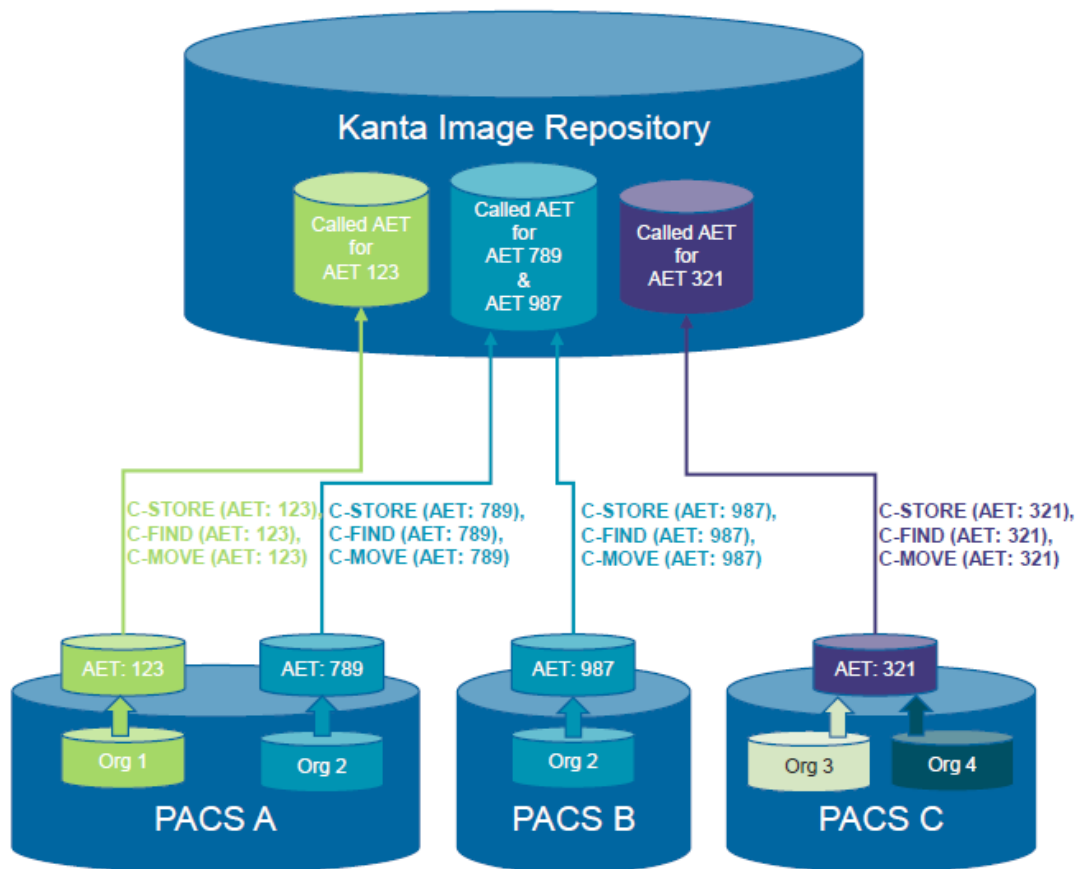 Kanta Image Repository
Called AET
for
AET 123
Called AET
for
AET 789
&
AET 987
Called AET
for
AET 321
C-STORE (AET: 123),
C-FIND (AET: 123),
C-MOVE (AET: 123)
C-STORE (AET: 789),
C-FIND (AET: 789),
C-MOVE (AET: 789)
C-STORE (AET: 987),
C-FIND (AET: 987),
C-MOVE (AET: 987)
C-STORE (AET: 321),
C-FIND (AET: 321),
C-MOVE (AET: 321)
AET: 123
AET: 789
AET: 987
AET: 321
Org 1
Org 2
Org 2
Org 3
Org 4
PACS A
PACS B
PACS C